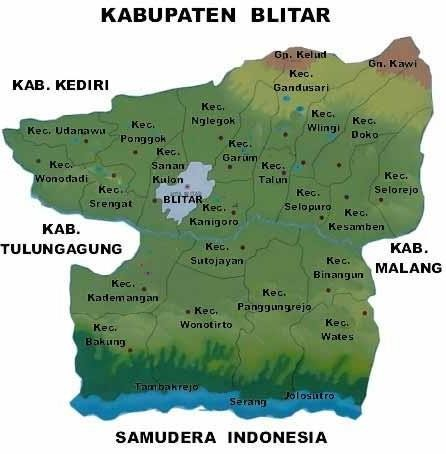 KABUPATEN BLITAR
Gn. Kelud
Gn. Kawi
KAB. KEDIRI
Kec.
Gandusari
Kec.
Nglegok
Kec.
Wlingi
Kec.
Doko
Kec. Udanawu
Kec.
Ponggok
Kec.
Sanan
Kulon
Kec.
Garum
Kec.
Wonodadi
Kec.
Talun
Kec.
Selorejo
Kec.
Srengat
BLITAR
Kec.
Kanigoro
Kec.
Selopuro
Kec.
Kesamben
KAB.
TULUNGAGUNG
KAB.
MALANG
Kec.
Sutojayan
Kec.
Binangun
Kec.
Kademangan
Kec.
Panggungrejo
Kec.
Wonotirto
Kec.
Bakung
Kec.
Wates
Tambakrejo
Serang
Jolosutro
SAMUDERA INDONESIA